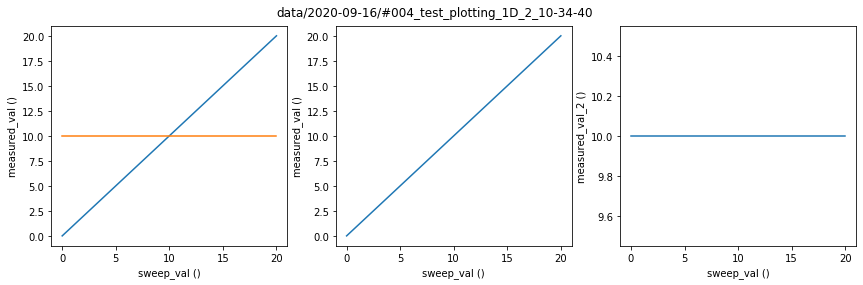 data/2020-09-16/#004_test_plotting_1D_2_10-34-40
measured_val ()
20.0
17.5
15.0
12.5
10.0
7.5
5.0
2.5
0.0
0 5 10 15 20
sweep_val ()
measured_val ()
20.0
17.5
15.0
12.5
10.0
7.5
5.0
2.5
0.0
0 5 10 15 20
sweep_val ()
measured_val_2 ()
10.4
10.2
10.0
9.8
9.6
0 5 10 15 20
sweep_val ()